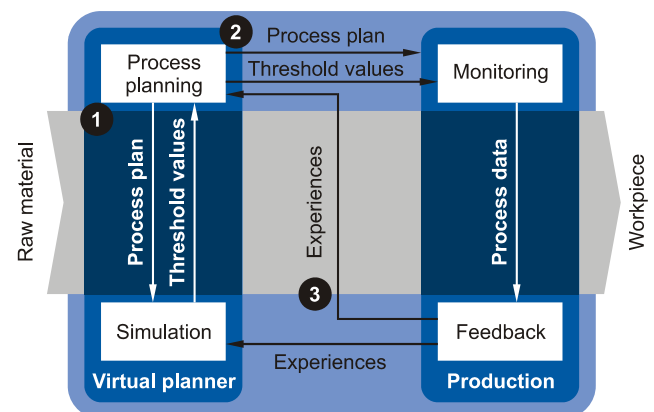 2
Process plan
Process
planning
Threshold values
Monitoring
1
Raw material
Process plan
Threshold values
Experiences
Process data
Workpiece
3
Simulation
Feedback
Experiences
Virtual planner
Production